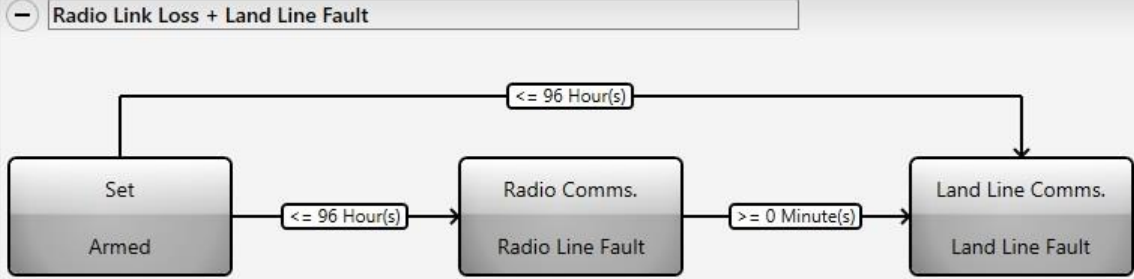 Radio Link Loss + Land Line Fault
<= 96 Hour(s)
Set
Armed
<= 96 Hour(s)
Radio Comms.
Radio Line Fault
>= 0 Minute(s)
Land Line Comms.
Land Line Fault